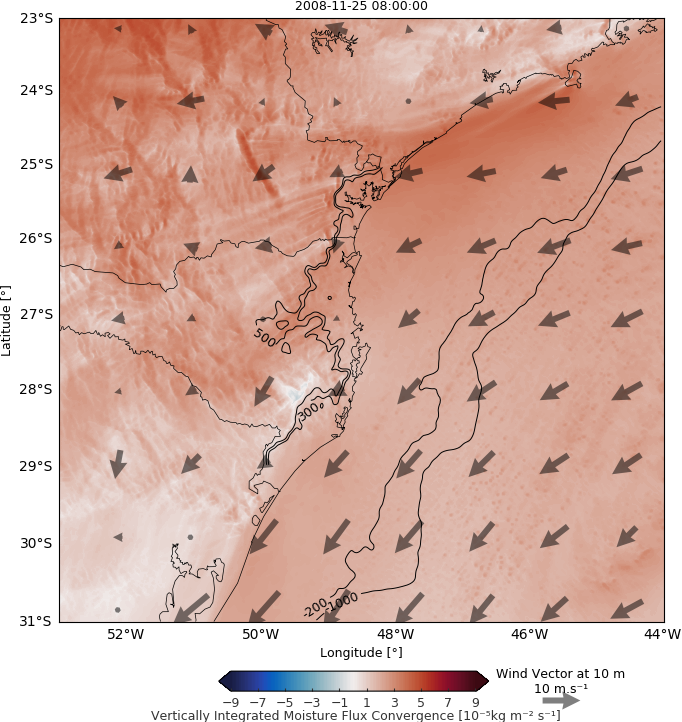 2008-11-25 08:00:00
23°S
24°S
25°S
26°S
27°S
28°S
29°S
30°S
31°S
Latitude [°]
500
300
-200
-1000
52°W 50°W 48°W 46°W 44°W
Longitude [°]
−9 −7 −5 −3 −1 1 3 5 7 9
Vertically Integrated Moisture Flux Convergence [10⁻⁵kg m⁻² s⁻¹]
Wind Vector at 10 m
10 m.s⁻¹